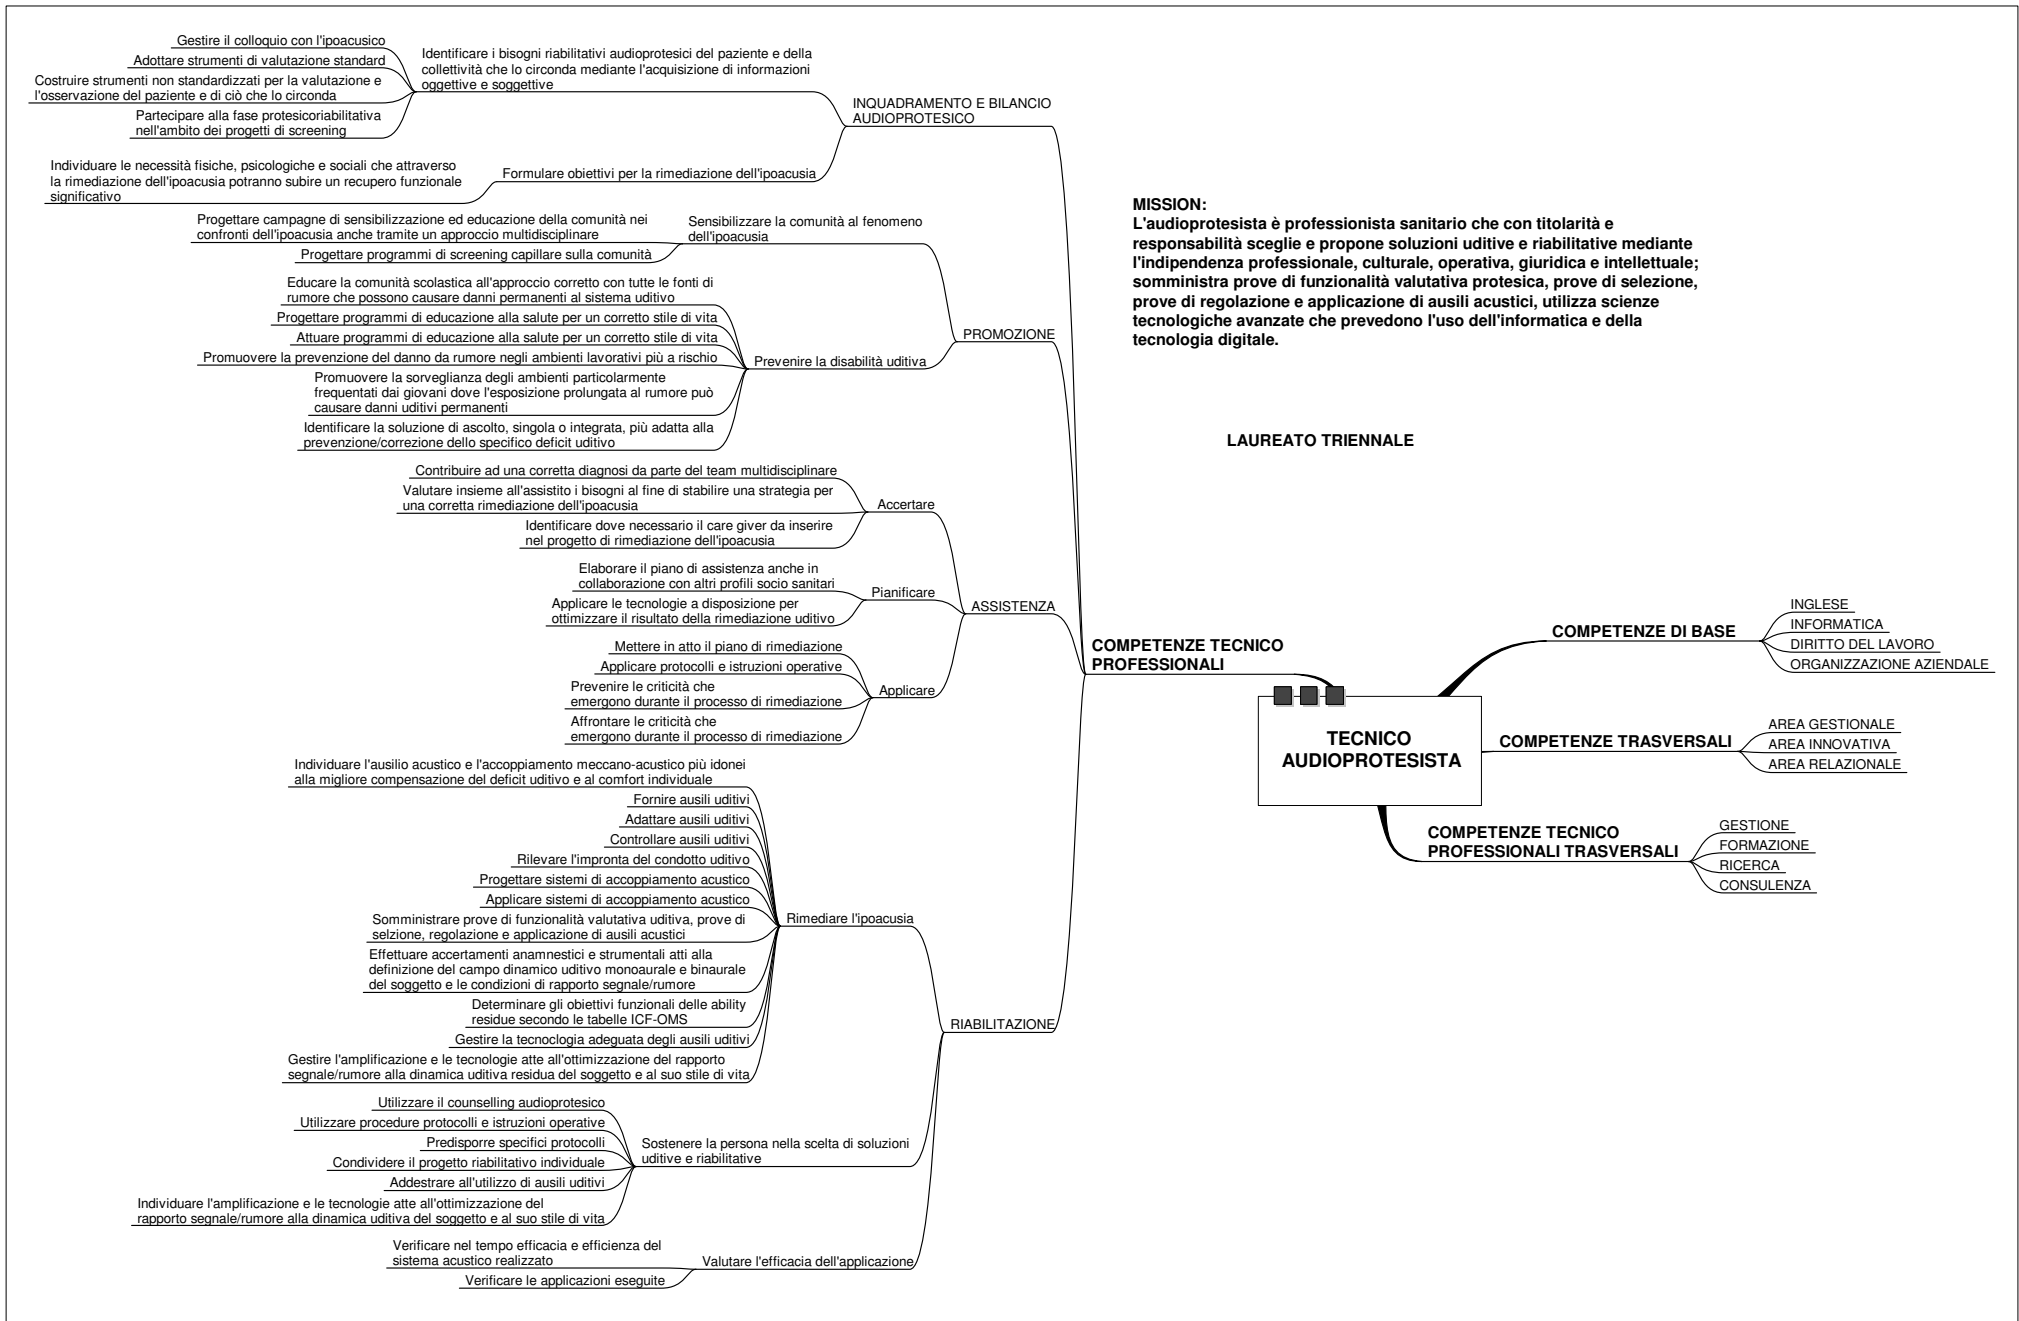 Gestire il colloquio con l'ipoacusico
Adottare strumenti di valutazione standard
Costruire strumenti non standardizzati per la valutazione e
l'osservazione del paziente e di ciò che lo circonda
Partecipare alla fase protesicoriabilitativa
nell'ambito dei progetti di screening
Identificare i bisogni riabilitativi audioprotesici del paziente e della
collettività che lo circonda mediante l'acquisizione di informazioni
oggettive e soggettive
Individuare le necessità fisiche, psicologiche e sociali che attraverso
la rimediazione dell'ipoacusia potranno subire un recupero funzionale
significativo
Formulare obiettivi per la rimediazione dell'ipoacusia
INQUADRAMENTO E BILANCIO
AUDIOPROTESICO
Progettare campagne di sensibilizzazione ed educazione della comunità nei
confronti dell'ipoacusia anche tramite un approccio multidisciplinare
Progettare programmi di screening capillare sulla comunità
Sensibilizzare la comunità al fenomeno
dell'ipoacusia
Educare la comunità scolastica all'approccio corretto con tutte le fonti di
rumore che possono causare danni permanenti al sistema uditivo
Progettare programmi di educazione alla salute per un corretto stile di vita
Attuare programmi di educazione alla salute per un corretto stile di vita
Promuovere la prevenzione del danno da rumore negli ambienti lavorativi più a rischio
Promuovere la sorveglianza degli ambienti particolarmente
frequentati dai giovani dove l'esposizione prolungata al rumore può
causare danni uditivi permanenti
Identificare la soluzione di ascolto, singola o integrata, più adatta alla
prevenzione/correzione dello specifico deficit uditivo
Prevenire la disabilità uditiva
PROMOZIONE
Contribuire ad una corretta diagnosi da parte del team multidisciplinare
Valutare insieme all'assistito i bisogni al fine di stabilire una strategia per
una corretta rimediazione dell'ipoacusia
Identificare dove necessario il care giver da inserire
nel progetto di rimediazione dell'ipoacusia
Accertare
Elaborare il piano di assistenza anche in
collaborazione con altri profili socio sanitari
Applicare le tecnologie a disposizione per
ottimizzare il risultato della rimediazione uditivo
Pianificare
Mettere in atto il piano di rimediazione
Applicare protocolli e istruzioni operative
Prevenire le criticità che
emergono durante il processo di rimediazione
Affrontare le criticità che
emergono durante il processo di rimediazione
Applicare
ASSISTENZA
Individuare l'ausilio acustico e l'accoppiamento meccano-acustico più idonei
alla migliore compensazione del deficit uditivo e al comfort individuale
Fornire ausili uditivi
Adattare ausili uditivi
Controllare ausili uditivi
Rilevare l'impronta del condotto uditivo
Progettare sistemi di accoppiamento acustico
Applicare sistemi di accoppiamento acustico
Somministrare prove di funzionalità valutativa uditiva, prove di
selzione, regolazione e applicazione di ausili acustici
Effettuare accertamenti anamnestici e strumentali atti alla
definizione del campo dinamico uditivo monoaurale e binaurale
del soggetto e le condizioni di rapporto segnale/rumore
Determinare gli obiettivi funzionali delle ability
residue secondo le tabelle ICF-OMS
Gestire la tecnoclogia adeguata degli ausili uditivi
Gestire l'amplificazione e le tecnologie atte all'ottimizzazione del rapporto
segnale/rumore alla dinamica uditiva residua del soggetto e al suo stile di vita
Rimediare l'ipoacusia
Utilizzare il counselling audioprotesico
Utilizzare procedure protocolli e istruzioni operative
Predisporre specifici protocolli
Condividere il progetto riabilitativo individuale
Addestrare all'utilizzo di ausili uditivi
Individuare l'amplificazione e le tecnologie atte all'ottimizzazione del
rapporto segnale/rumore alla dinamica uditiva del soggetto e al suo stile di vita
Sostenere la persona nella scelta di soluzioni
uditive e riabilitative
Verificare nel tempo efficacia e efficienza del
sistema acustico realizzato
Verificare le applicazioni eseguite
Valutare l'efficacia dell'applicazione
RIABILITAZIONE
COMPETENZE TECNICO
PROFESSIONALI
MISSION:
L'audioprotesista è professionista sanitario che con titolarità e
responsabilità sceglie e propone soluzioni uditive e riabilitative mediante
l'indipendenza professionale, culturale, operativa, giuridica e intellettuale;
somministra prove di funzionalità valutativa protesica, prove di selezione,
prove di regolazione e applicazione di ausili acustici, utilizza scienze
tecnologiche avanzate che prevedono l'uso dell'informatica e della
tecnologia digitale.
LAUREATO TRIENNALE
TECNICO
AUDIOPROTESISTA
COMPETENZE DI BASE
INGLESE
INFORMATICA
DIRITTO DEL LAVORO
ORGANIZZAZIONE AZIENDALE
COMPETENZE TRASVERSALI
AREA GESTIONALE
AREA INNOVATIVA
AREA RELAZIONALE
COMPETENZE TECNICO
PROFESSIONALI TRASVERSALI
GESTIONE
FORMAZIONE
RICERCA
CONSULENZA